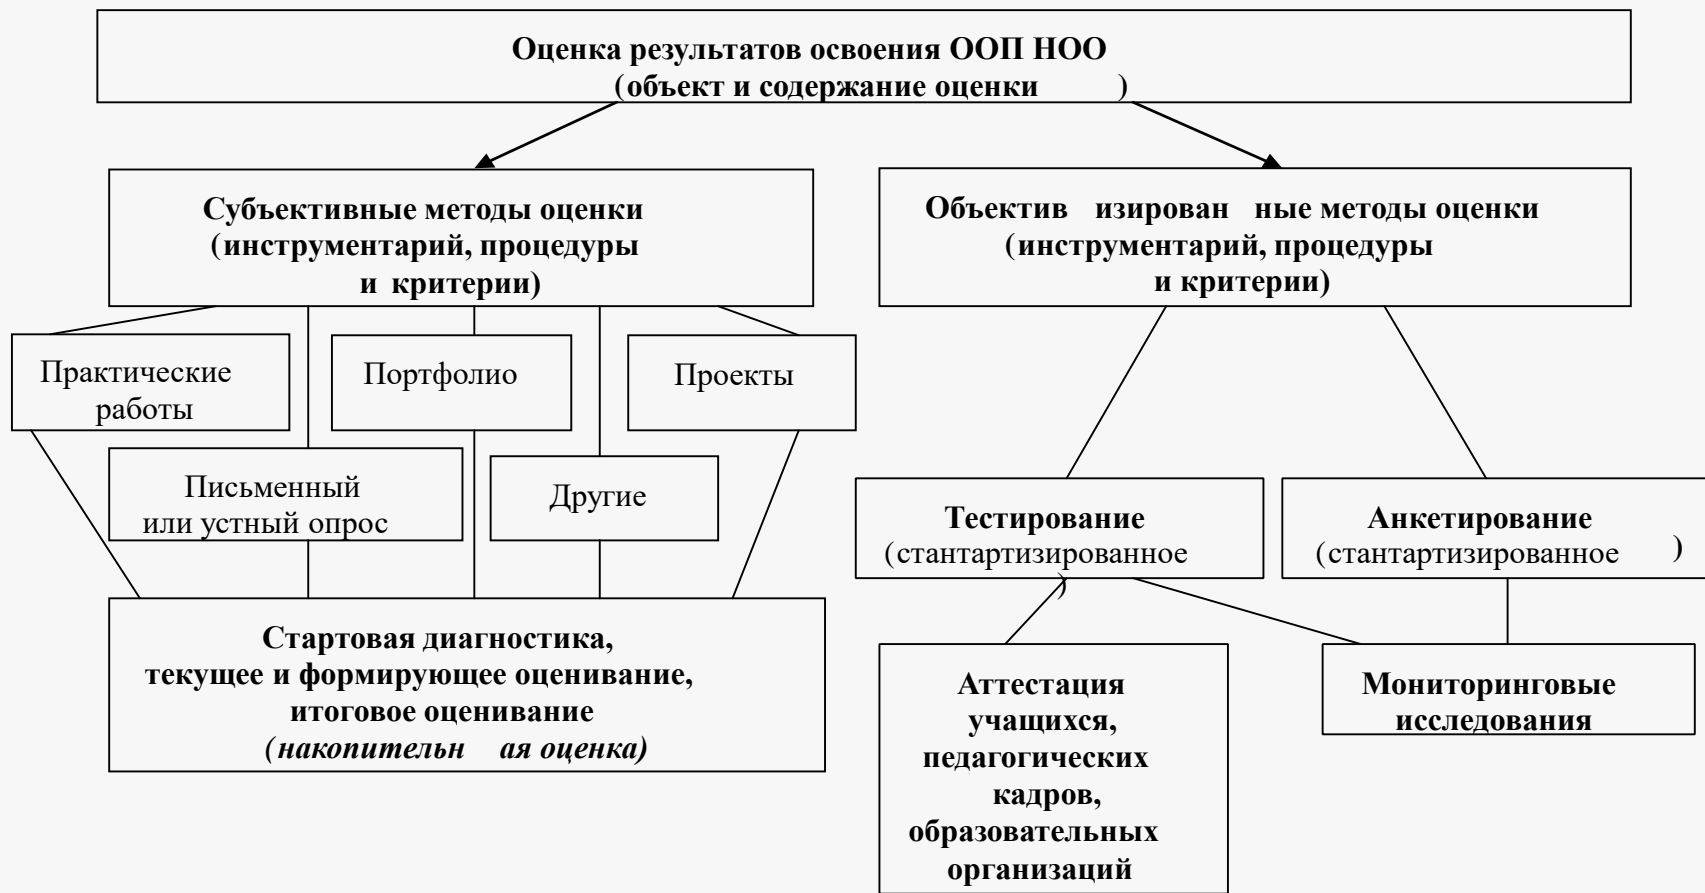 Оценка результатов освоения ООП НОО
(объект и содержание оценки )
Субъективные методы оценки
(инструментарий, процедуры
и критерии)
Объектив изирован ные методы оценки
(инструментарий, процедуры
и критерии)
Практические
работы
Портфолио
Проекты
Письменный
или устный опрос
Другие
Тестирование
(стантартизированное
)
Анкетирование
(стантартизированное )
Стартовая диагностика,
текущее и формирующее оценивание,
итоговое оценивание
(накопительн ая оценка)
Аттестация
учащихся,
педагогических
кадров,
образовательных
организаций
Мониторинговые
исследования